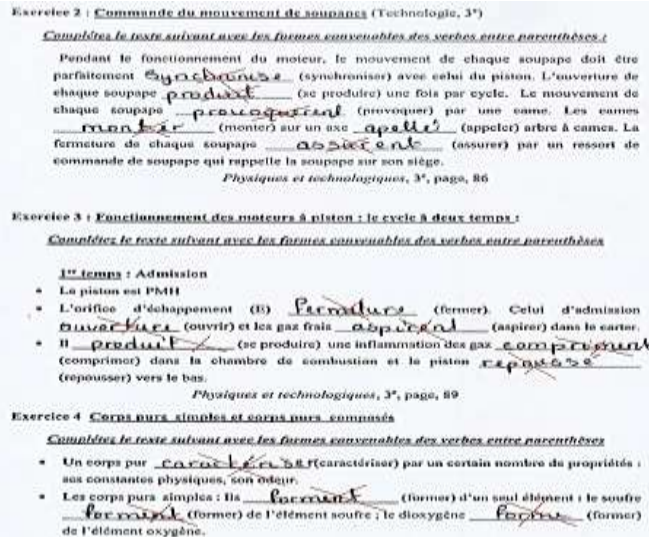 Exercice 2 : Commande du mouvement de soupapes (Technologie, 3°)
Complétez le texte suivant avec les formes convenables des verbes entre parenthèses :
Pendant le fonctionnement du moteur, le mouvement de chaque soupape doit être
parfaitement Synchronise (synchroniser) avec celui du piston. L'ouverture de
chaque soupape produit (se produire) une fois par cycle. Le mouvement de
chaque soupape provoquent (provoquer) par une came. Les cames
montir (monter) sur un axe apellé (appeler) arbre à cames. La
fermeture de chaque soupape assurent (assurer) par un ressort de
commande de soupape qui rappelle la soupape sur son siège.
Physiques et technologiques, 3°, page, 86
Exercice 3 : Fonctionnement des moteurs à piston : le cycle à deux temps :
Complétez le texte suivant avec les formes convenables des verbes entre parenthèses
1er temps : Admission
• Le piston est PMH
• L'orifice d'échappement (E) fermeture (fermer). Celui d'admission
ouverture (ouvrir) et les gaz frais aspirent (aspirer) dans le carter.
• Il produit (se produire) une inflammation des gaz compriment
(comprimer) dans la chambre de combustion et le piston repoussé
(repousser) vers le bas.
Physiques et technologiques, 3°, page, 89
Exercice 4 Corps purs simples et corps purs composés
Complétez le texte suivant avec les formes convenables des verbes entre parenthèses
• Un corps pur caractériser (caractériser) par un certain nombre de propriétés :
ses constantes physiques, son odeur.
• Les corps purs simples : Ils forment (former) d'un seul élément : le soufre
forment (former) de l'élément soufre ; le dioxygène forme (former)
de l'élément oxygène.